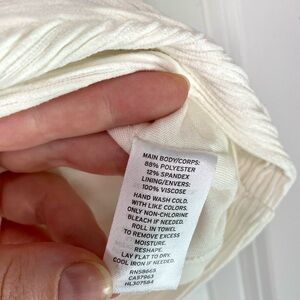 MAIN BODY/CORPS:
88% POLYESTER
12% SPANDEX
LINING/ENVERS:
100% VISCOSE
HAND WASH COLD.
WITH LIKE COLORS.
ONLY NON-CHLORINE
BLEACH IF NEEDED.
ROLL IN TOWEL
TO REMOVE EXCESS
MOISTURE.
RESHAPE.
LAY FLAT TO DRY.
COOL IRON IF NEEDED.
RN58665
CA57963
HL307584